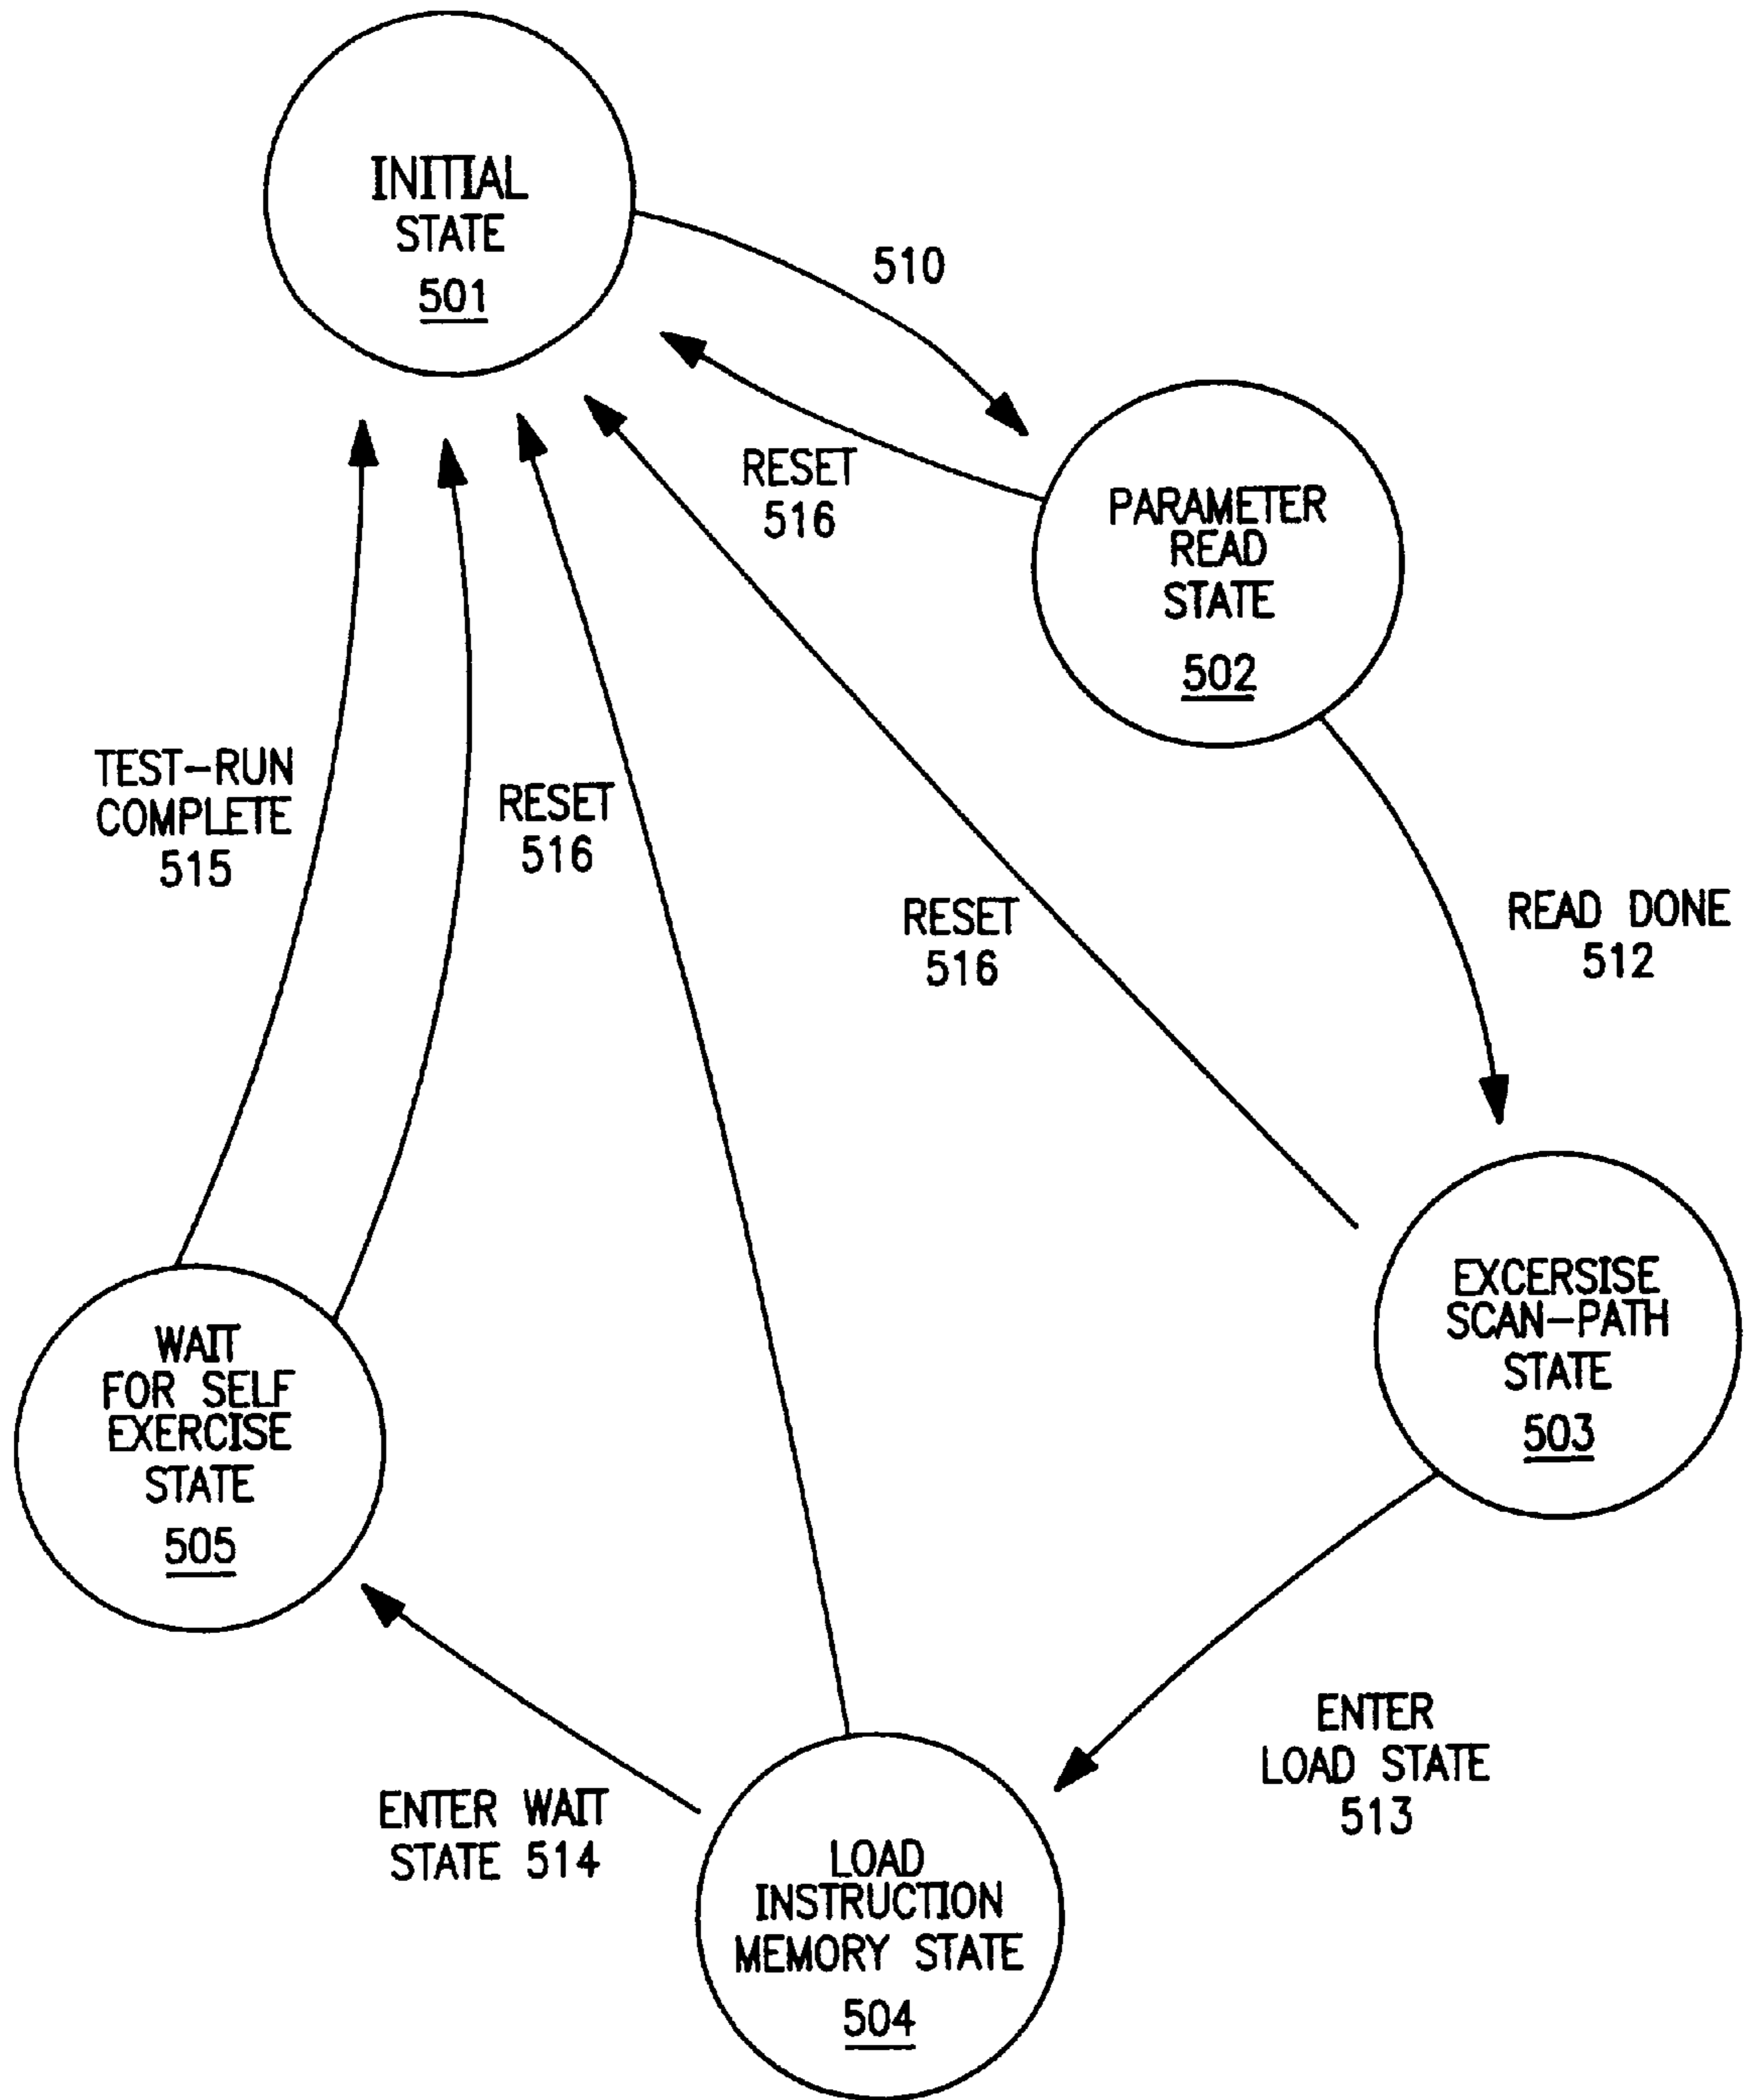 INITIAL
STATE
501
510
RESET
516
PARAMETER
READ
STATE
502
TEST-RUN
COMPLETE
515
RESET
516
RESET
516
READ DONE
512
EXCERSISE
SCAN-PATH
STATE
503
WAIT
FOR SELF
EXERCISE
STATE
505
ENTER
LOAD STATE
513
ENTER WAIT
STATE 514
LOAD
INSTRUCTION
MEMORY STATE
504